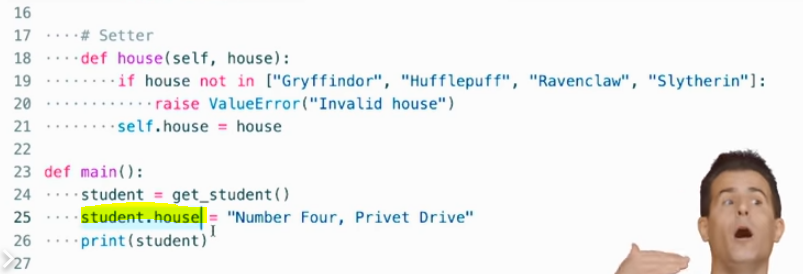 16
17 ····# Setter
18 ····def house(self, house):
19 ········if house not in ["Gryffindor", "Hufflepuff", "Ravenclaw", "Slytherin"]:
20 ············raise ValueError("Invalid house")
21 ········self.house = house
22
23 def main():
24 ····student = get_student()
25 ····student.house = "Number Four, Privet Drive"
26 ····print(student)
27